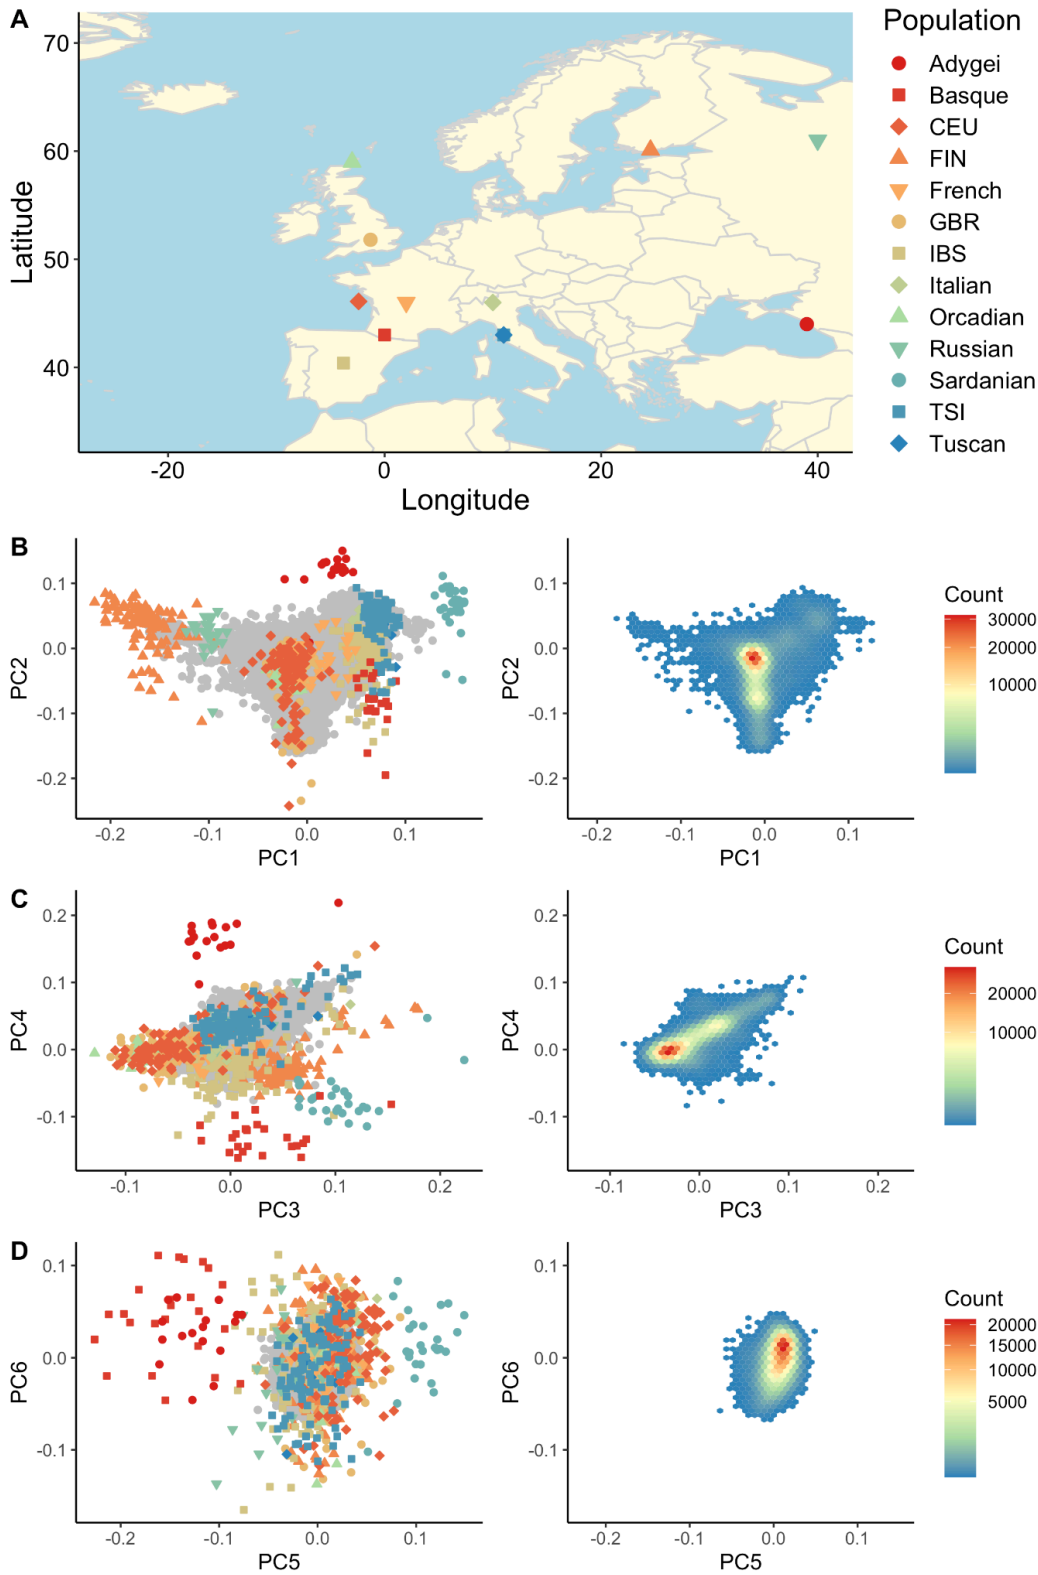 A
Population
70
60
50
40
Latitude
-20
0
20
40
Longitude
Adygei
Basque
CEU
FIN
French
GBR
IBS
Italian
Orcadian
Russian
Sardanian
TSI
Tuscan
B
PC2
0.1
0.0
-0.1
-0.2
-0.2
-0.1
0.0
0.1
PC1
PC2
0.1
0.0
-0.1
-0.2
-0.2
-0.1
0.0
0.1
PC1
Count
30000
20000
10000
C
PC4
0.2
0.1
0.0
-0.1
-0.1
0.0
0.1
0.2
PC3
PC4
0.2
0.1
0.0
-0.1
-0.1
0.0
0.1
0.2
PC3
Count
20000
10000
D
PC6
0.1
0.0
-0.1
-0.2
-0.1
0.0
0.1
PC5
PC6
0.1
0.0
-0.1
-0.2
-0.1
0.0
0.1
PC5
Count
20000
15000
10000
5000